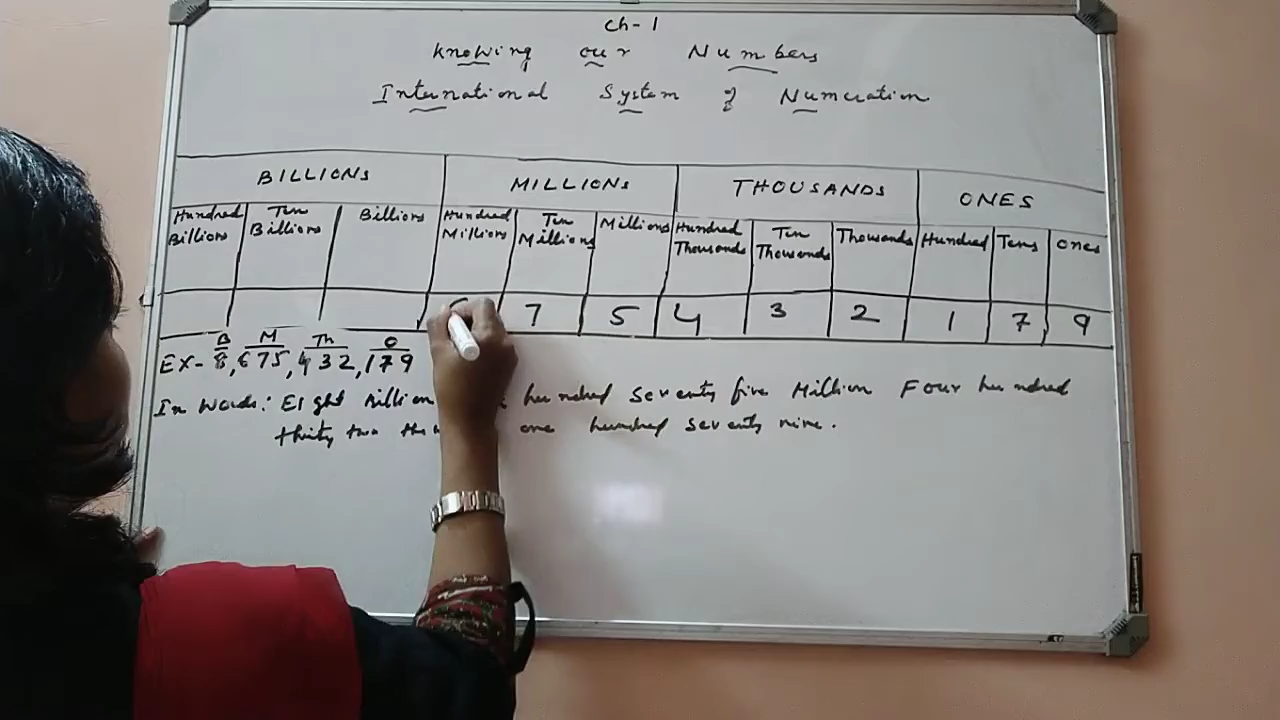 Ch-1
Knowing our Numbers
International System of Numeration
BILLIONS MILLIONS THOUSANDS ONES
Hundred Billions Ten Billions Billions Hundred Millions Ten Millions Millions Hundred Thousands Ten Thousands Thousands Hundred Tens Ones
7 5 4 3 2 1 7 9
B M Th O
EX- 8,675,432,179
In Words: Eight Billion hundred seventy five Million Four hundred
thirty two one hundred seventy nine.